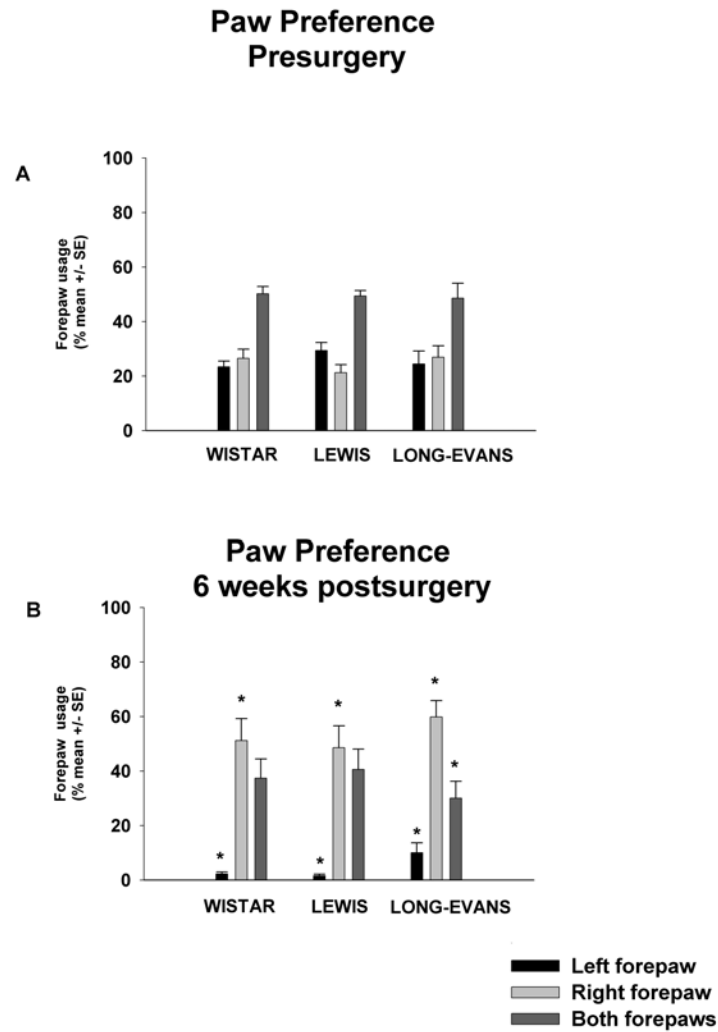 Paw Preference
Presurgery
A
Forepaw usage
(% mean +/- SE)
100
80
60
40
20
0
WISTAR LEWIS LONG-EVANS
Paw Preference
6 weeks postsurgery
B
Forepaw usage
(% mean +/- SE)
100
80
60
40
20
0
* * * * * * *
WISTAR LEWIS LONG-EVANS
Left forepaw
Right forepaw
Both forepaws